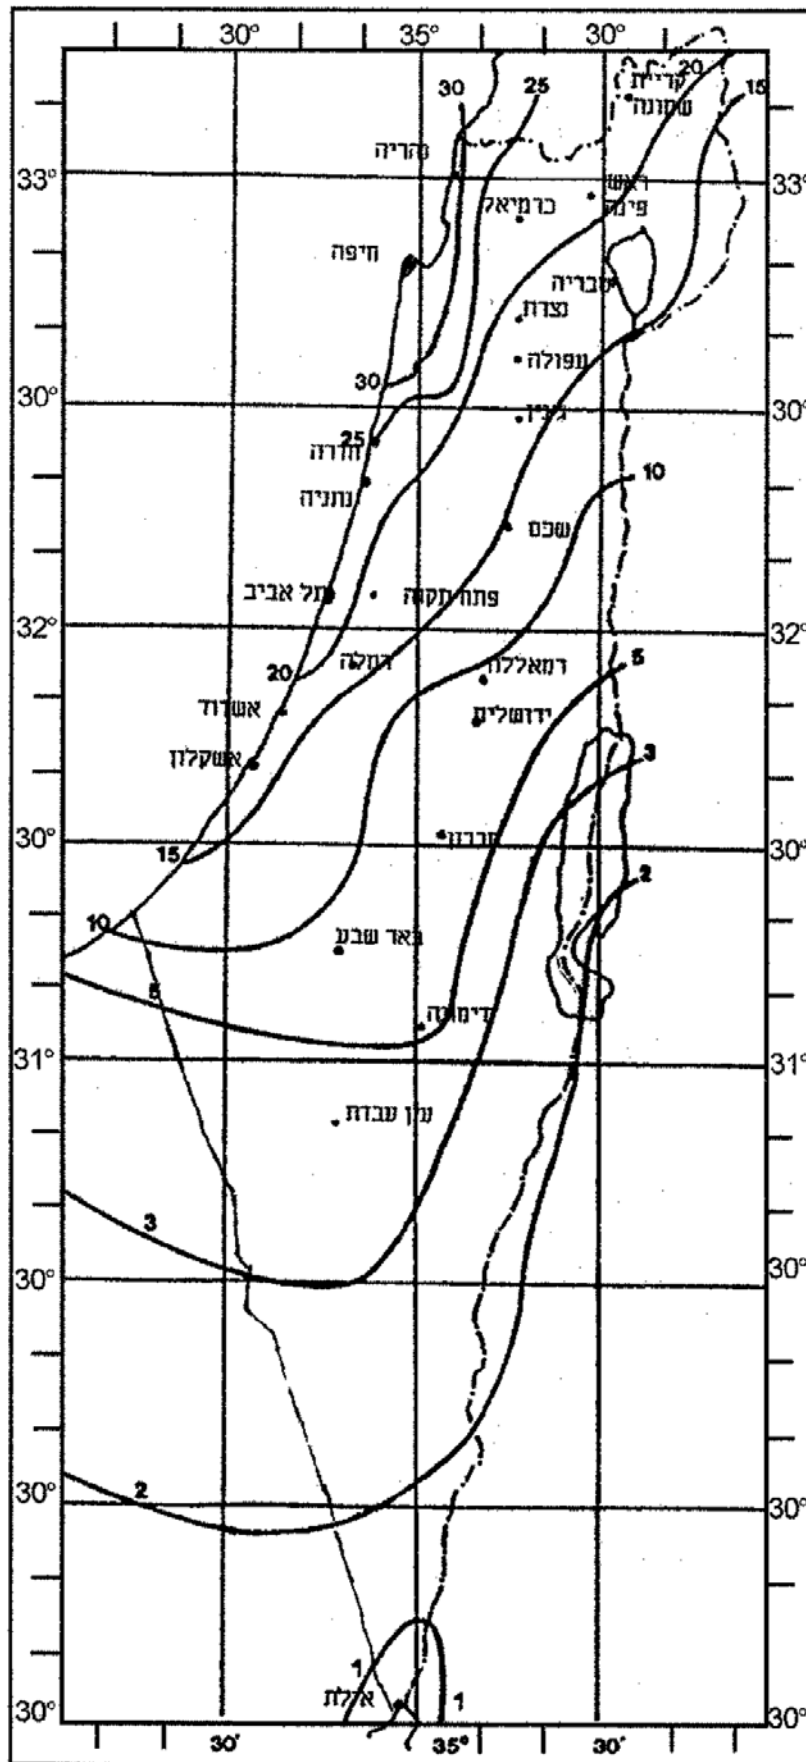 30° 35° 30°
30 25 20 15
קריית
שמונה
נהריה
33° 33°
ראש
פינה
כרמיאל
חיפה
טבריה
נצרת
עפולה
30
30° 30°
ג׳נין
25
חדרה
10
נתניה
שכם
תל אביב
פתח תקוה
32° 32°
רמלה
רמאללה
20
5
אשדוד
ירושלים
3
אשקלון
חברון
30° 30°
15
2
10
באר שבע
5
דימונה
31° 31°
עין עבדת
3
30° 30°
30° 30°
2
1
אילת
1
30° 30°
30' 35° 30'